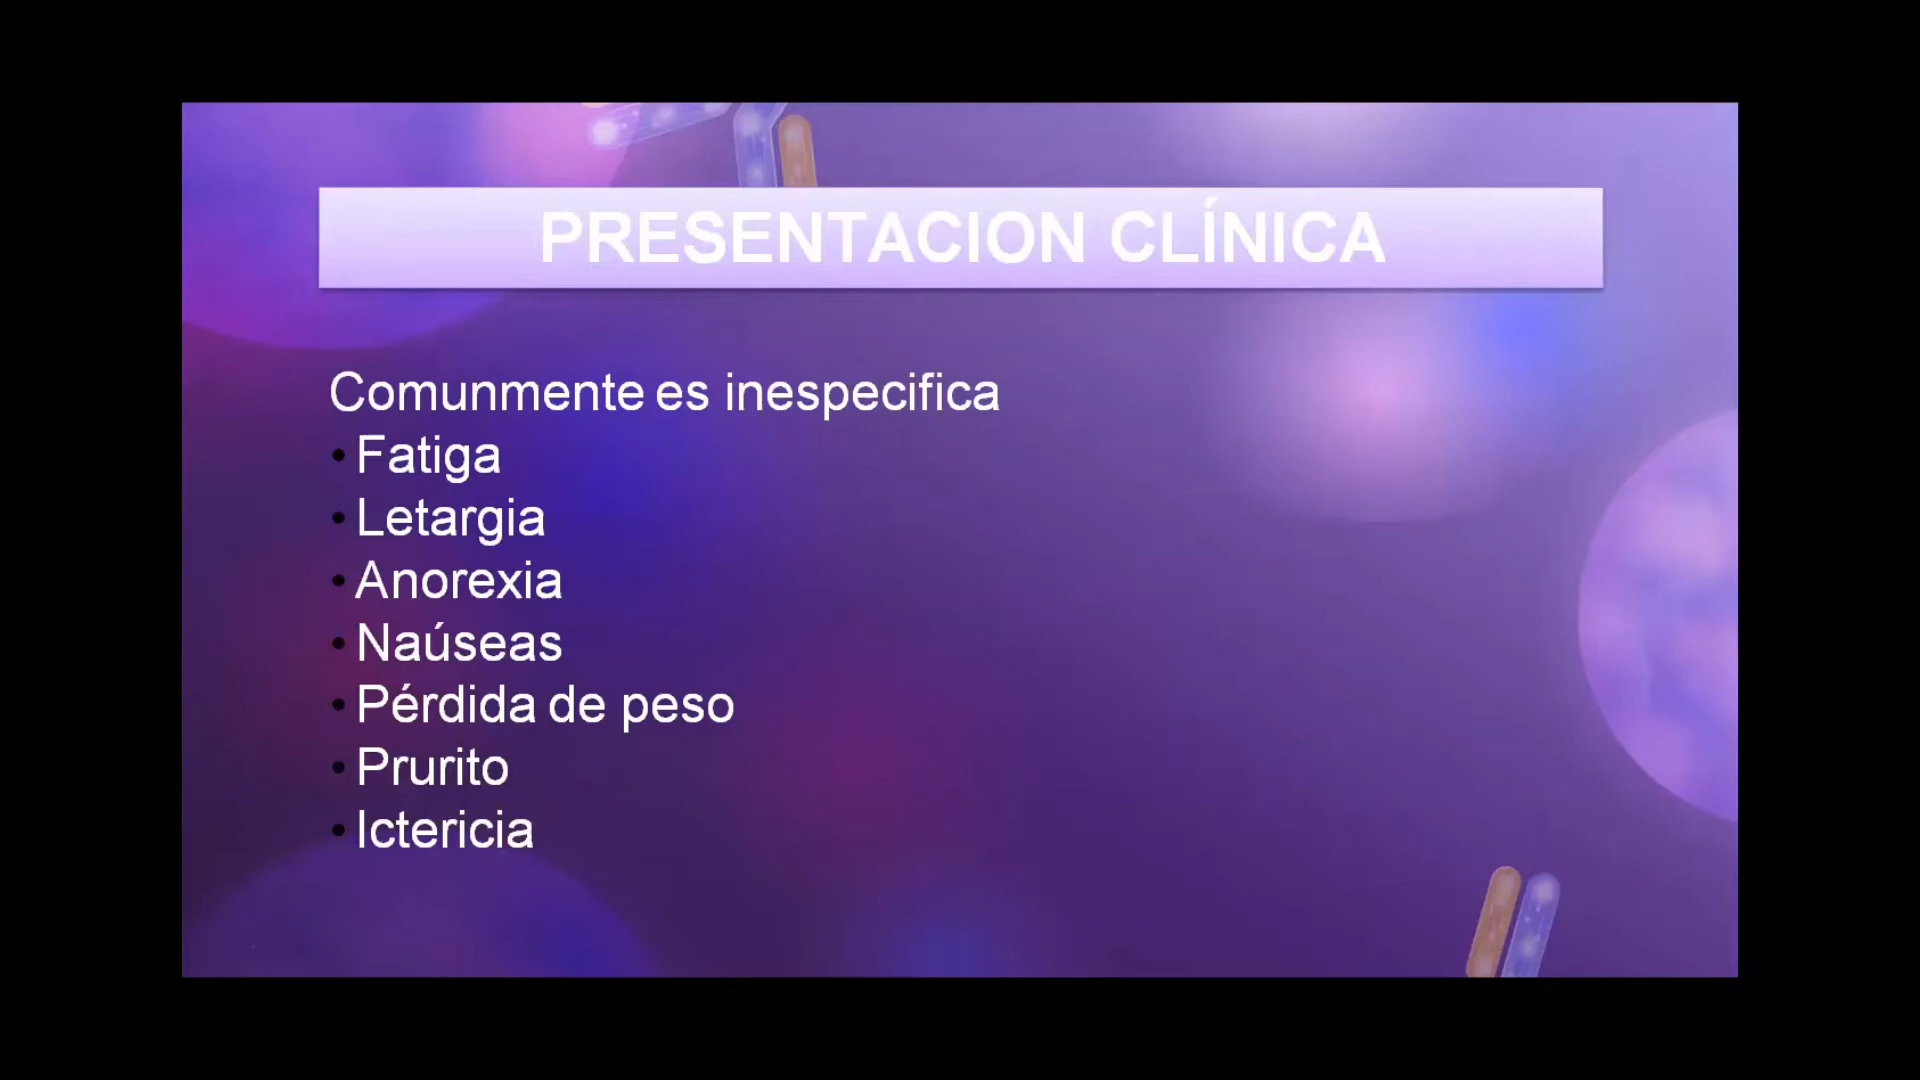 PRESENTACION CLÍNICA
Comunmente es inespecifica
• Fatiga
• Letargia
• Anorexia
• Naúseas
• Pérdida de peso
• Prurito
• Ictericia